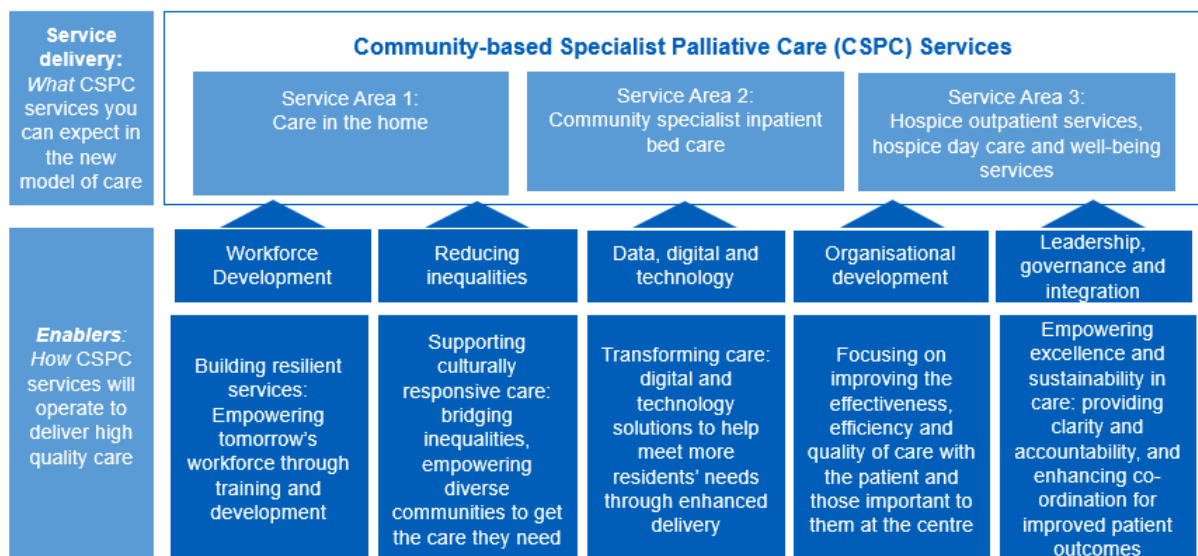 Service
delivery:
What CSPC
services you
can expect in
the new
model of care
Community-based Specialist Palliative Care (CSPC) Services
Service Area 1:
Care in the home
Service Area 2:
Community specialist inpatient
bed care
Service Area 3:
Hospice outpatient services,
hospice day care and well-being
services
Enablers:
How CSPC
services will
operate to
deliver high
quality care
Workforce
Development
Reducing
inequalities
Data, digital and
technology
Organisational
development
Leadership,
governance and
integration
Building resilient
services:
Empowering
tomorrow's
workforce through
training and
development
Supporting
culturally
responsive care:
bridging
inequalities,
empowering
diverse
communities to get
the care they need
Transforming care:
digital and
technology
solutions to help
meet more
residents' needs
through enhanced
delivery
Focusing on
improving the
effectiveness,
efficiency and
quality of care with
the patient and
those important to
them at the centre
Empowering
excellence and
sustainability in
care: providing
clarity and
accountability, and
enhancing co-
ordination for
improved patient
outcomes